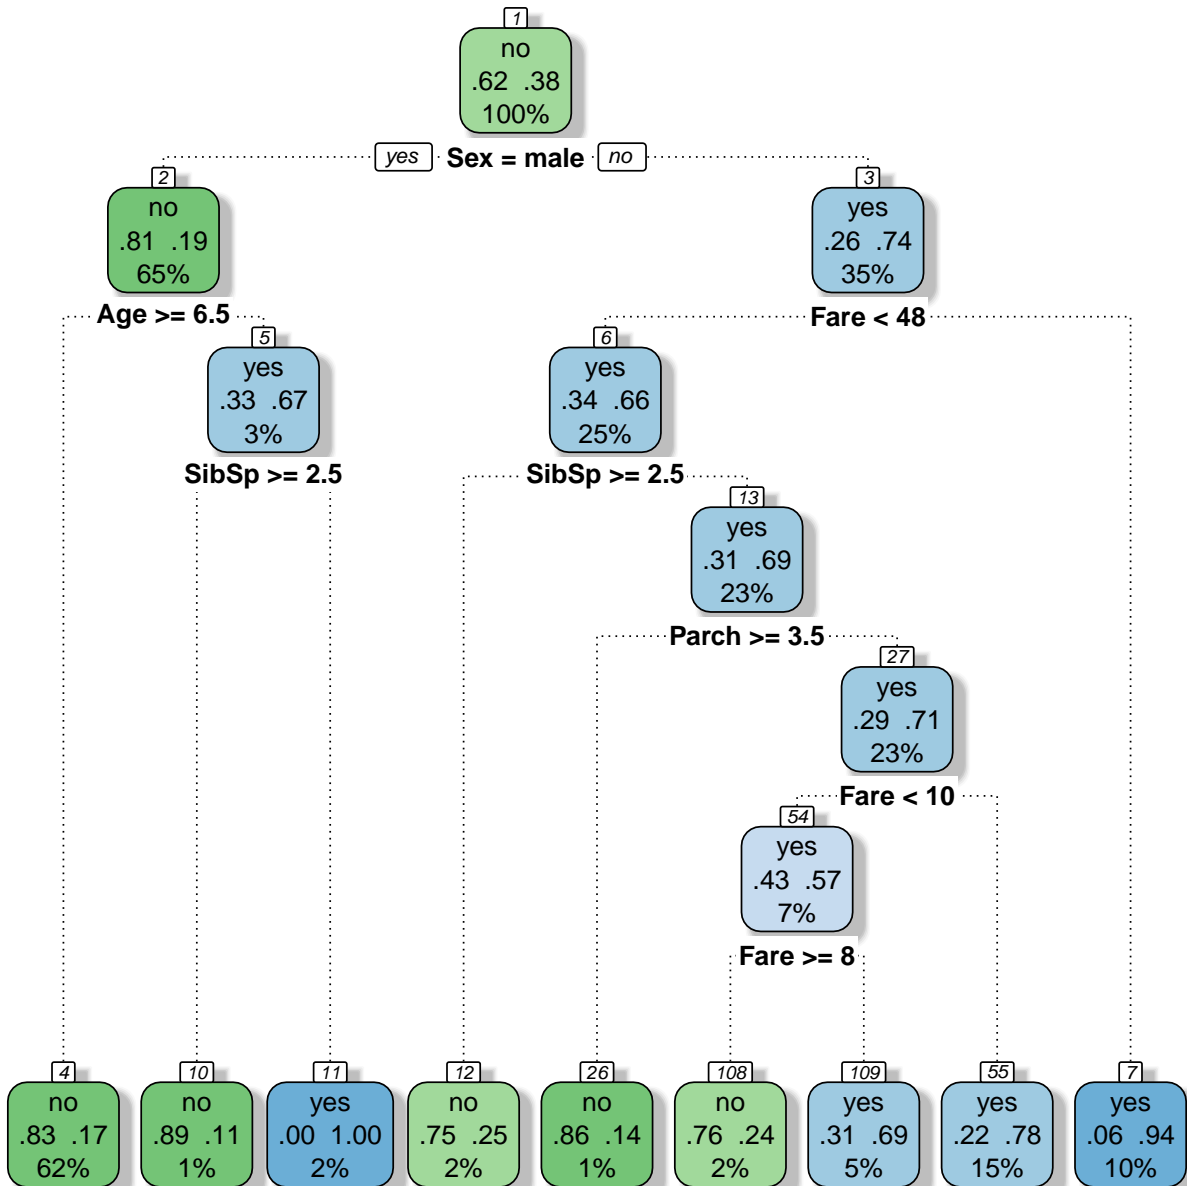 1
no
.62 .38
100%
yes Sex = male no
2
no
.81 .19
65%
3
yes
.26 .74
35%
Age >= 6.5
Fare < 48
5
yes
.33 .67
3%
6
yes
.34 .66
25%
SibSp >= 2.5
SibSp >= 2.5
13
yes
.31 .69
23%
Parch >= 3.5
27
yes
.29 .71
23%
Fare < 10
54
yes
.43 .57
7%
Fare >= 8
4
no
.83 .17
62%
10
no
.89 .11
1%
11
yes
.00 1.00
2%
12
no
.75 .25
2%
26
no
.86 .14
1%
108
no
.76 .24
2%
109
yes
.31 .69
5%
55
yes
.22 .78
15%
7
yes
.06 .94
10%